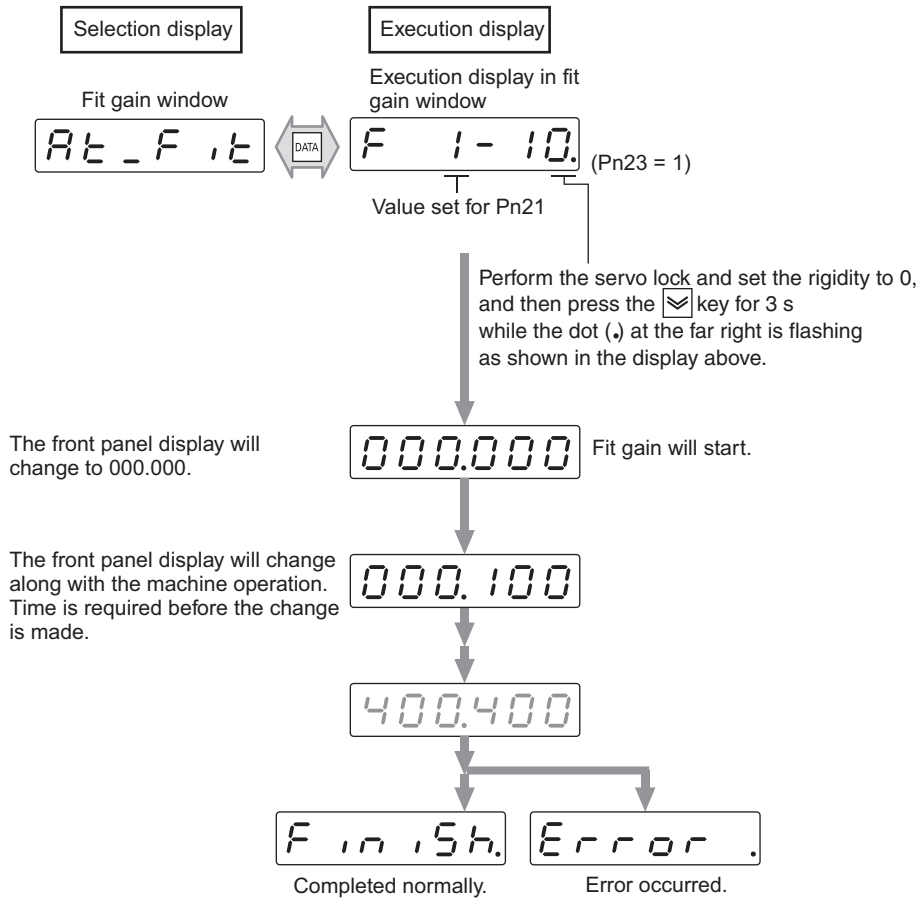 Selection display
Execution display
Fit gain window
Execution display in fit
gain window
At_Fit
DATA
F 1-10.
(Pn23 = 1)
Value set for Pn21
Perform the servo lock and set the rigidity to 0,
and then press the key for 3 s
while the dot (.) at the far right is flashing
as shown in the display above.
The front panel display will
change to 000.000.
000.000
Fit gain will start.
The front panel display will change
along with the machine operation.
Time is required before the change
is made.
000.100
400.400
FiniSh.
Error .
Completed normally.
Error occurred.